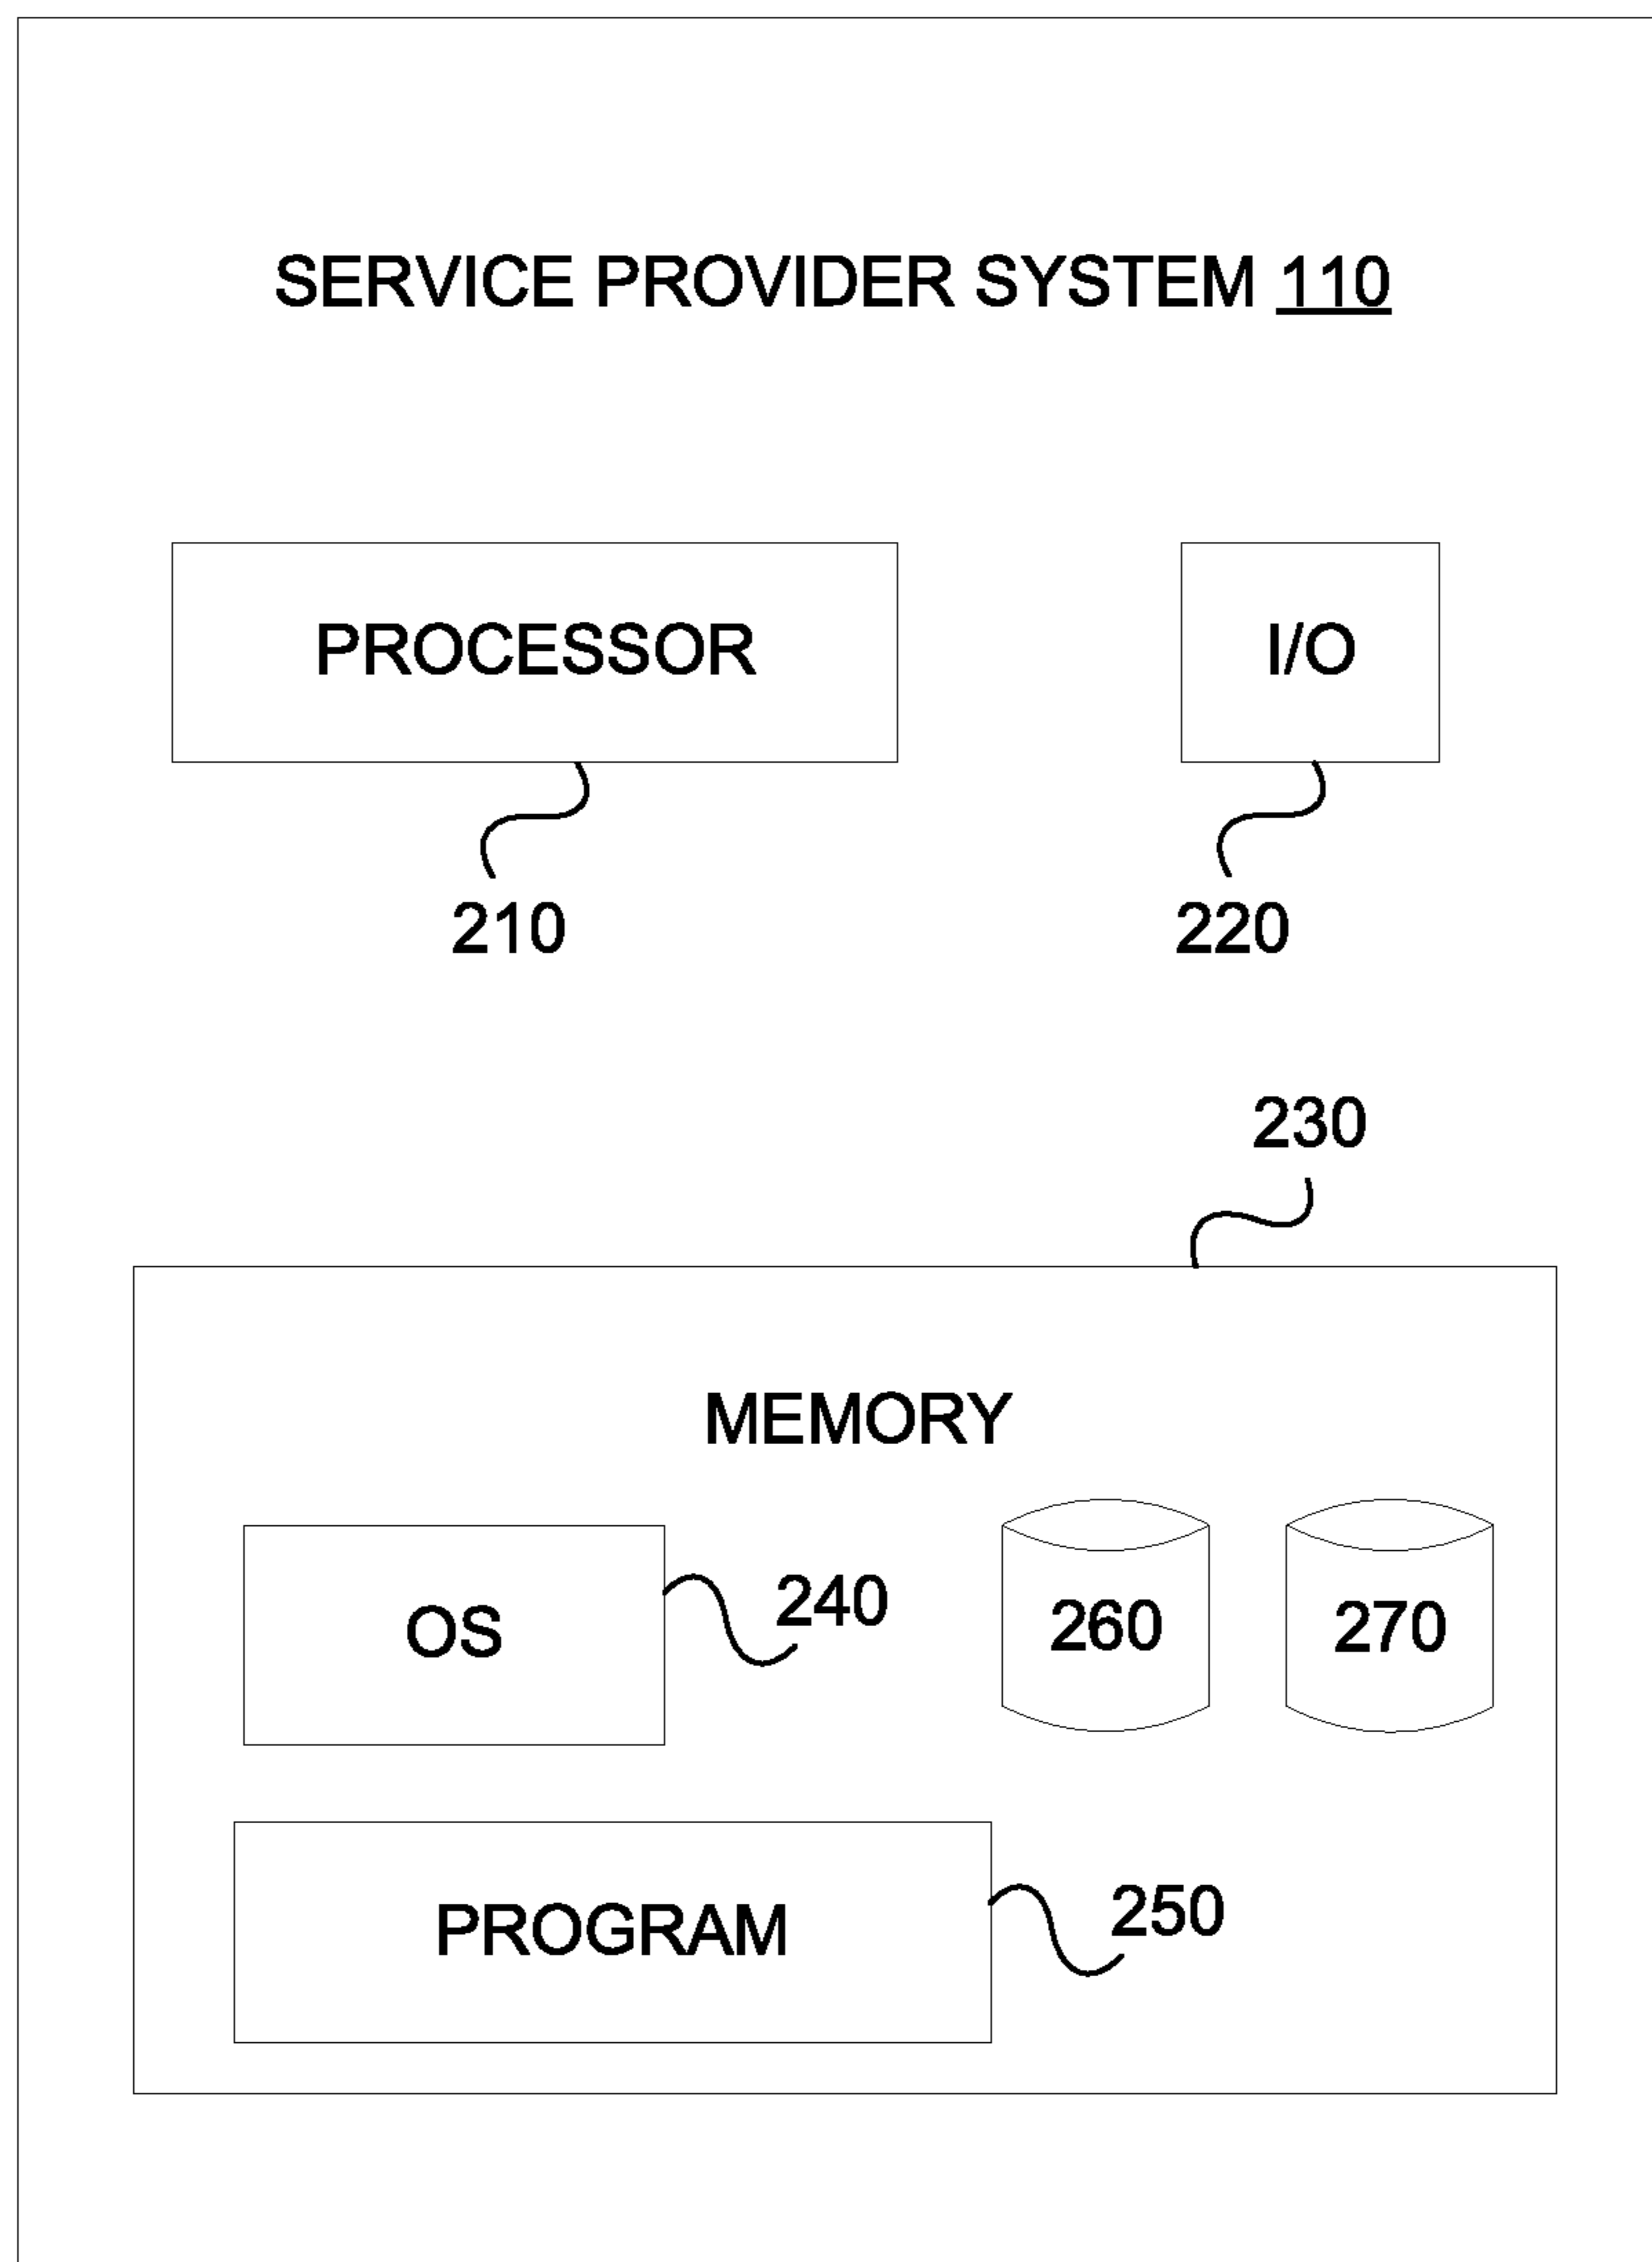 SERVICE PROVIDER SYSTEM 110
PROCESSOR
I/O
210
220
230
MEMORY
OS
240
260
270
PROGRAM
250